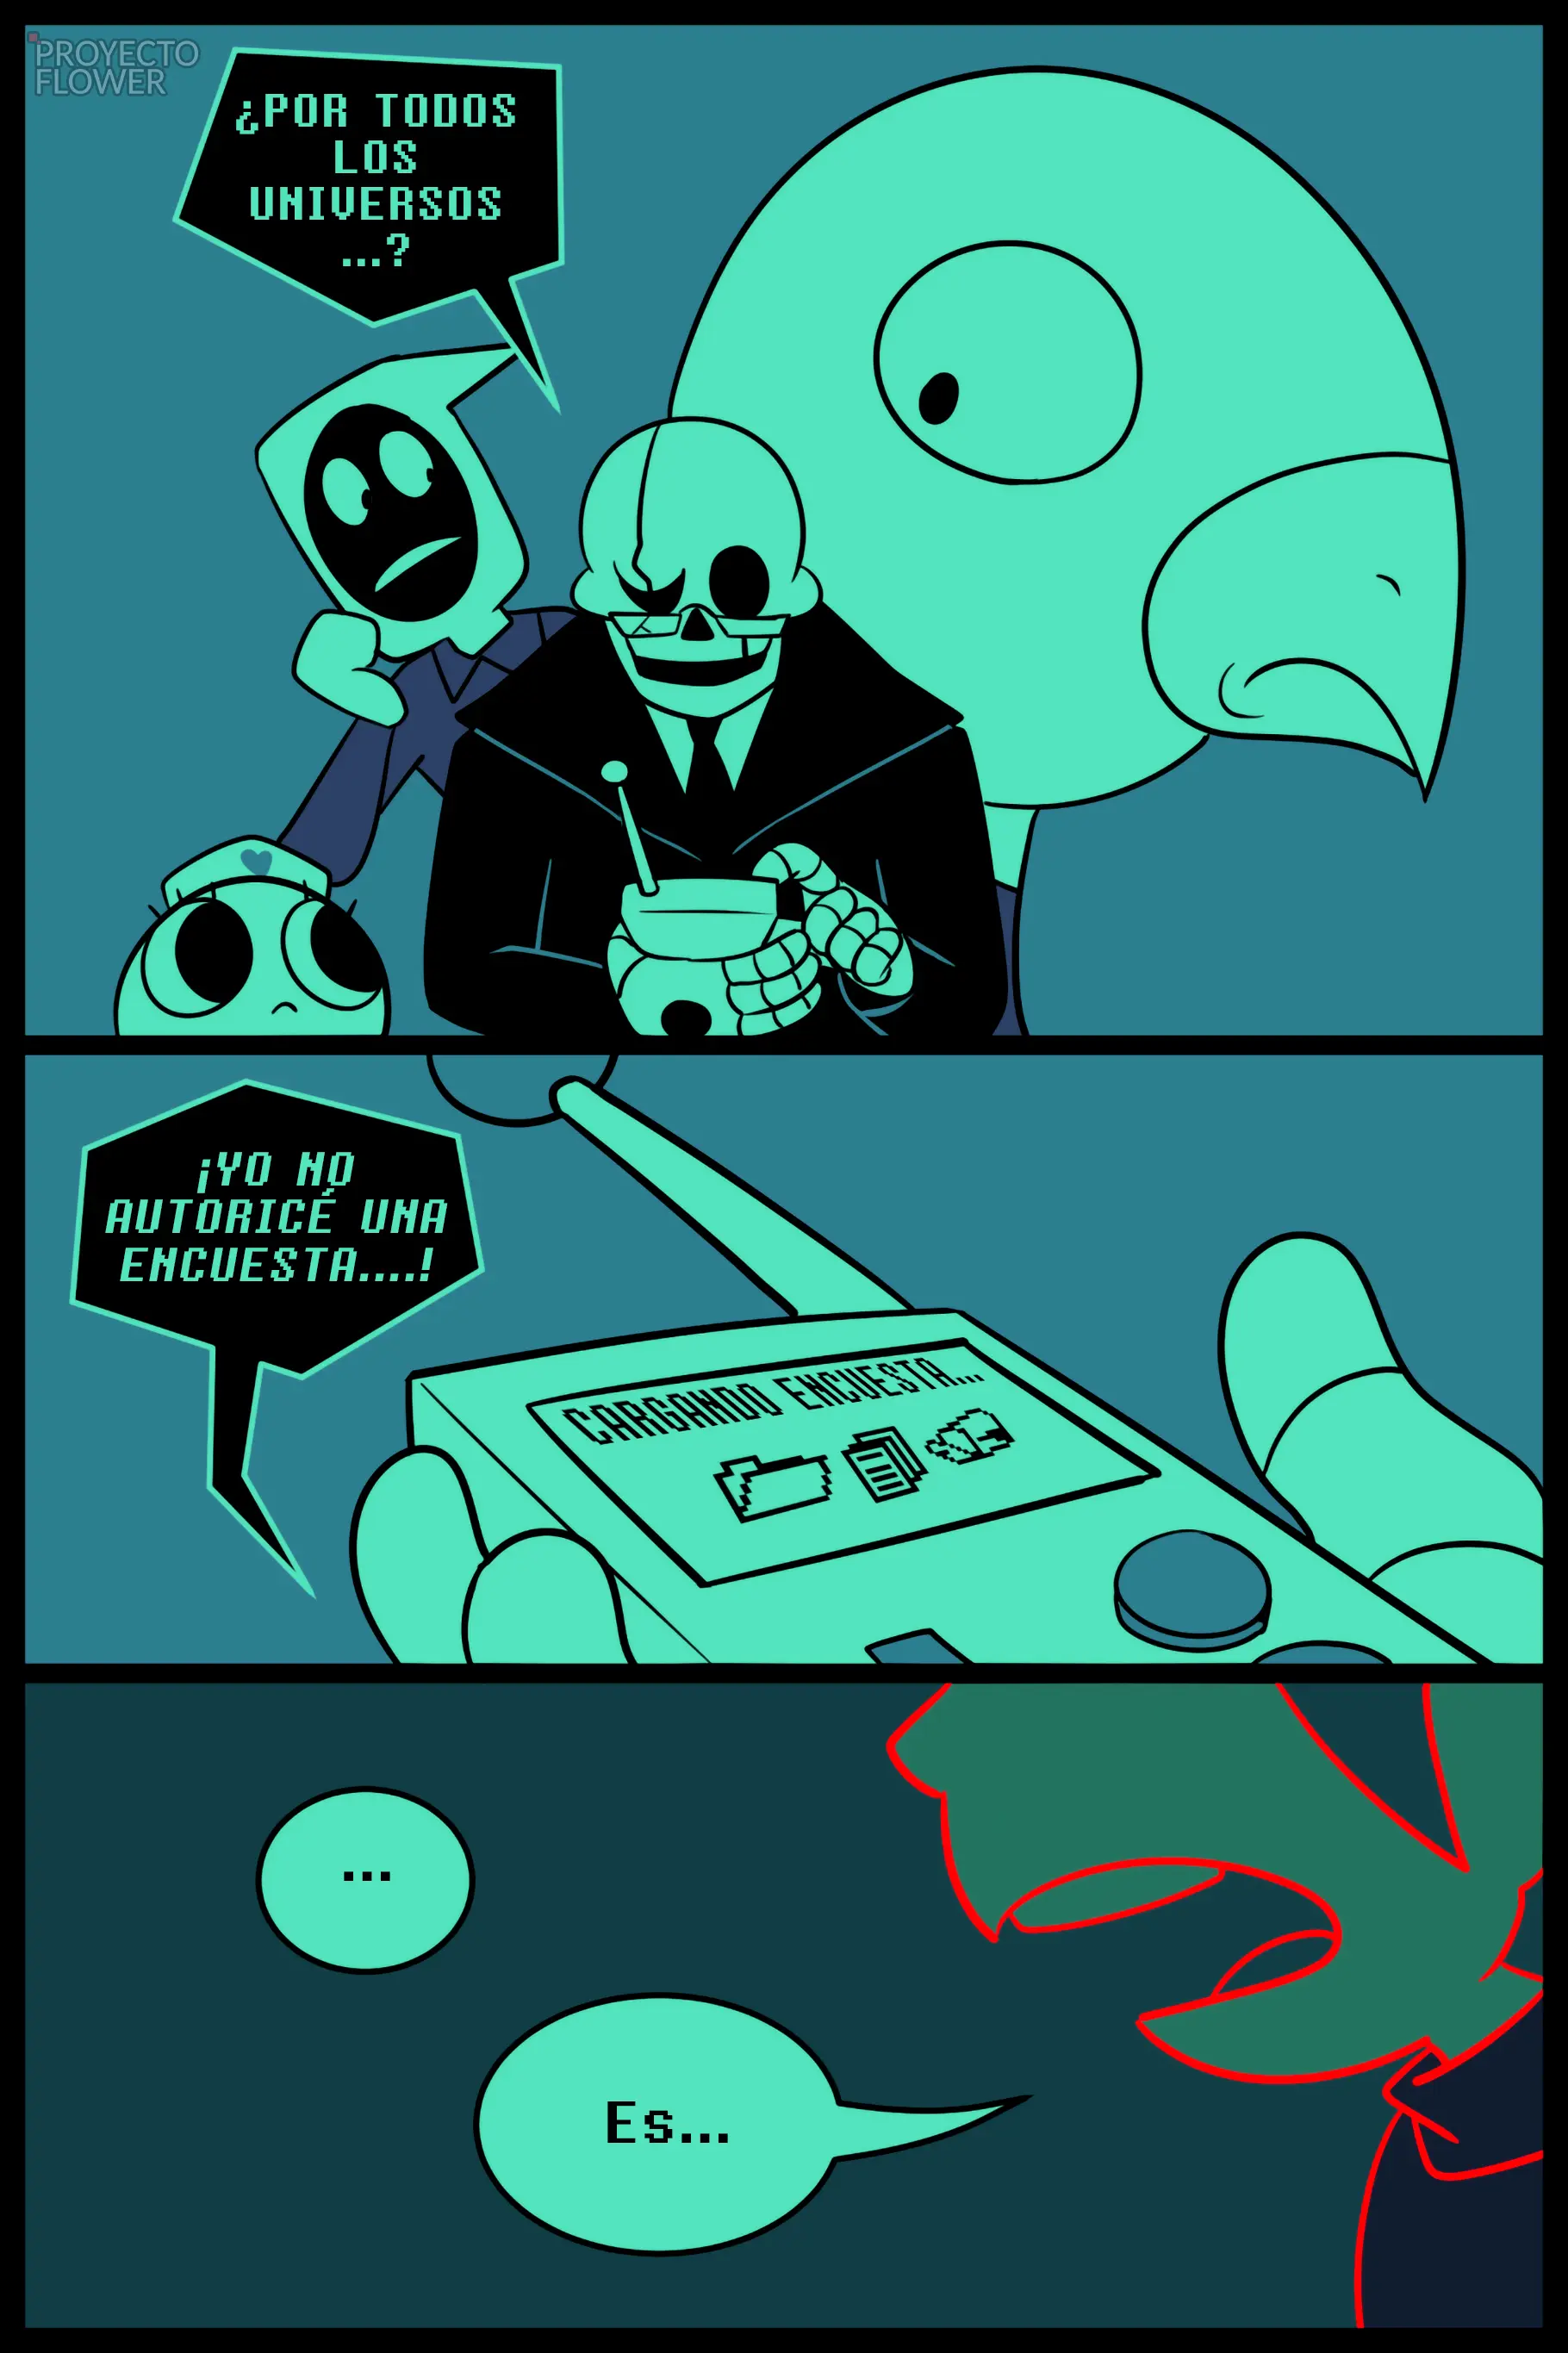 PROYECTO
FLOWER
¿POR TODOS
LOS
UNIVERSOS
...?
¡YO NO
AUTORICÉ UNA
ENCUESTA....!
CARGANDO ENCUESTA...
...
Es...